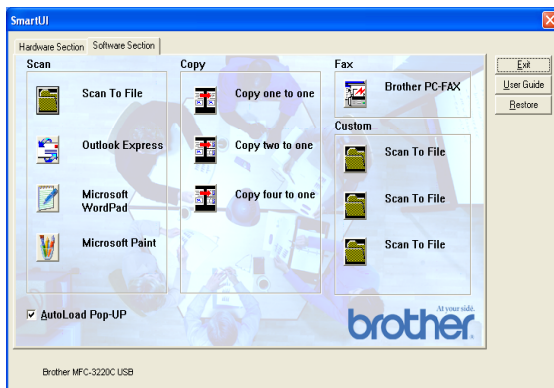 SmartUI
Hardware Section
Software Section
Scan
Scan To File
Outlook Express
Microsoft
WordPad
Microsoft Paint
Copy
Copy one to one
Copy two to one
Copy four to one
Fax
Brother PC-FAX
Custom
Scan To File
Scan To File
Scan To File
Exit
User Guide
Restore
AutoLoad Pop-UP
At your side.
brother
Brother MFC-3220C USB